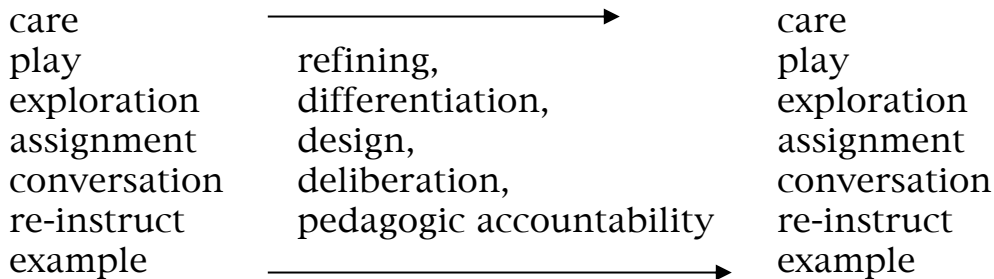 care care
play refining, play
exploration differentiation, exploration
assignment design, assignment
conversation deliberation, conversation
re-instruct pedagogic accountability re-instruct
example example